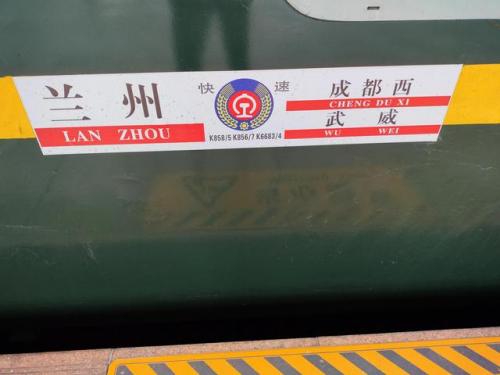 兰州
LAN ZHOU
快速
K858/5 K856/7 K6683/4
成都西
CHENG DU XI
武威
WU WEI